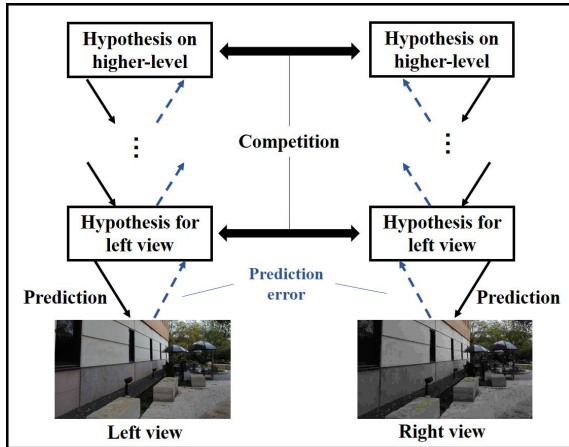 Hypothesis on
higher-level
Hypothesis on
higher-level
Competition
Hypothesis for
left view
Hypothesis for
left view
Prediction
Prediction
error
Prediction
Left view
Right view